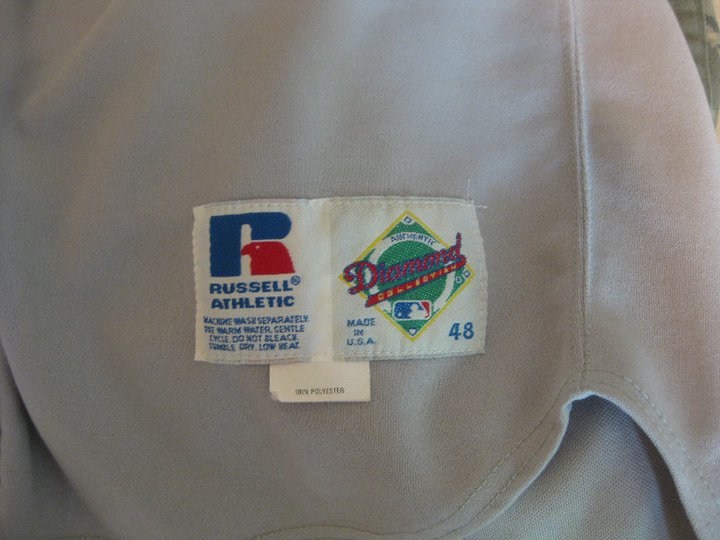 R
RUSSELL®
ATHLETIC
MACHINE WASH SEPARATELY.
USE WARM WATER, GENTLE
CYCLE. DO NOT BLEACH.
TUMBLE DRY, LOW HEAT.
AUTHENTIC
Diamond
COLLECTION
MADE
IN
U.S.A.
48
100% POLYESTER